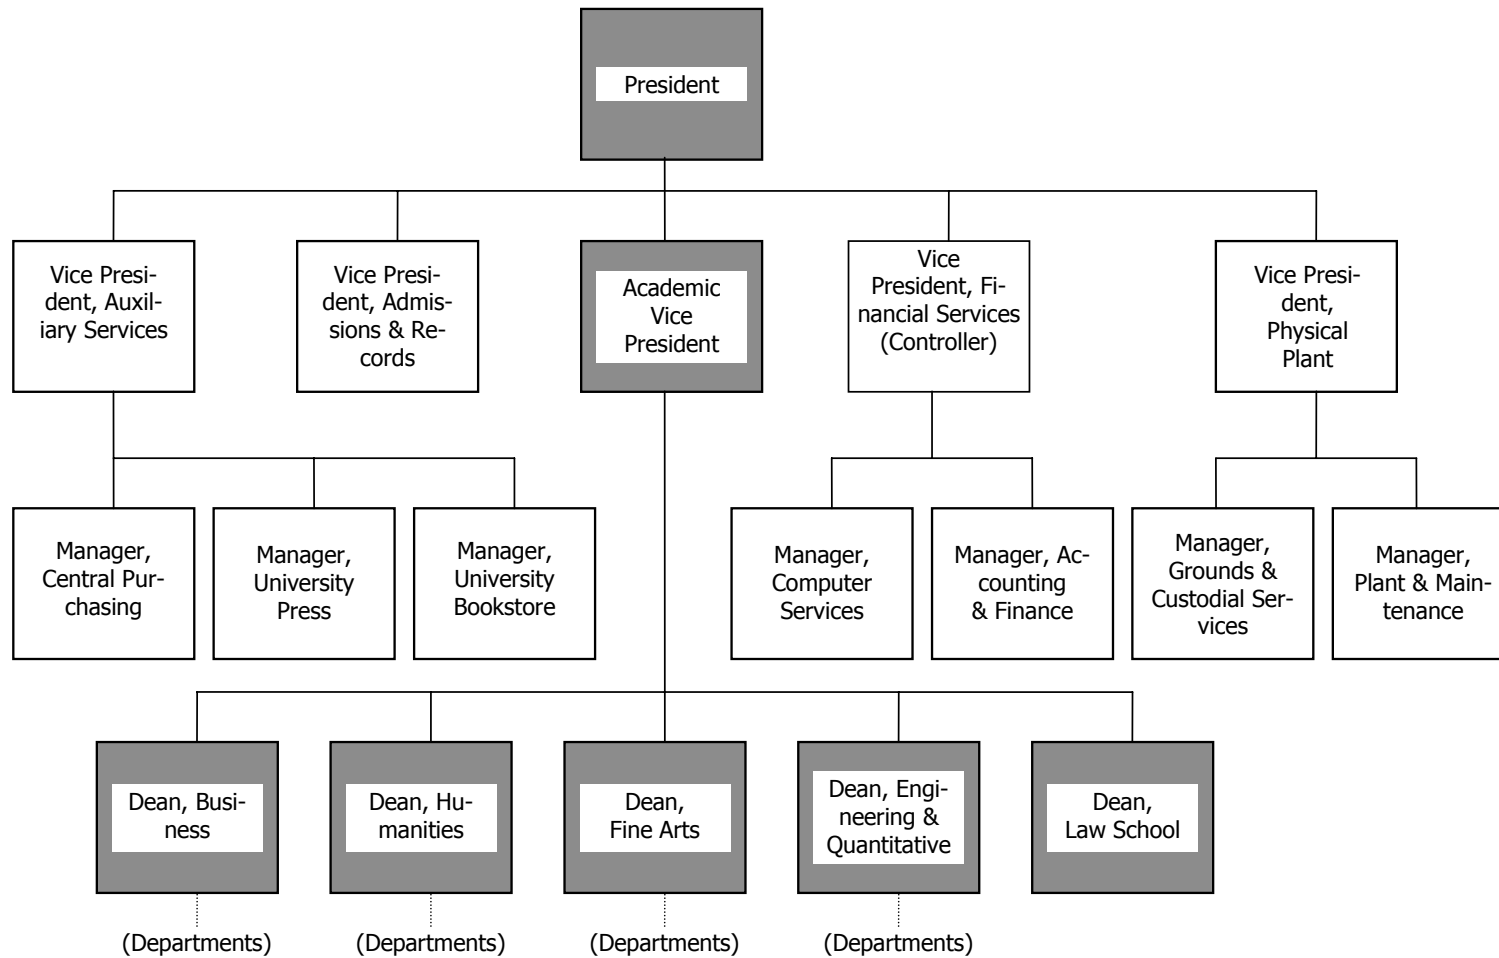 President
Vice Presi-
dent, Auxil-
iary Services
Vice Presi-
dent, Admis-
sions & Re-
cords
Academic
Vice
President
Vice
President, Fi-
nancial Services
(Controller)
Vice Presi-
dent,
Physical
Plant
Manager,
Central Pur-
chasing
Manager,
University
Press
Manager,
University
Bookstore
Manager,
Computer
Services
Manager, Ac-
counting
& Finance
Manager,
Grounds &
Custodial Ser-
vices
Manager,
Plant & Main-
tenance
Dean, Busi-
ness
Dean, Hu-
manities
Dean,
Fine Arts
Dean, Engi-
neering &
Quantitative
Dean,
Law School
(Departments)
(Departments)
(Departments)
(Departments)